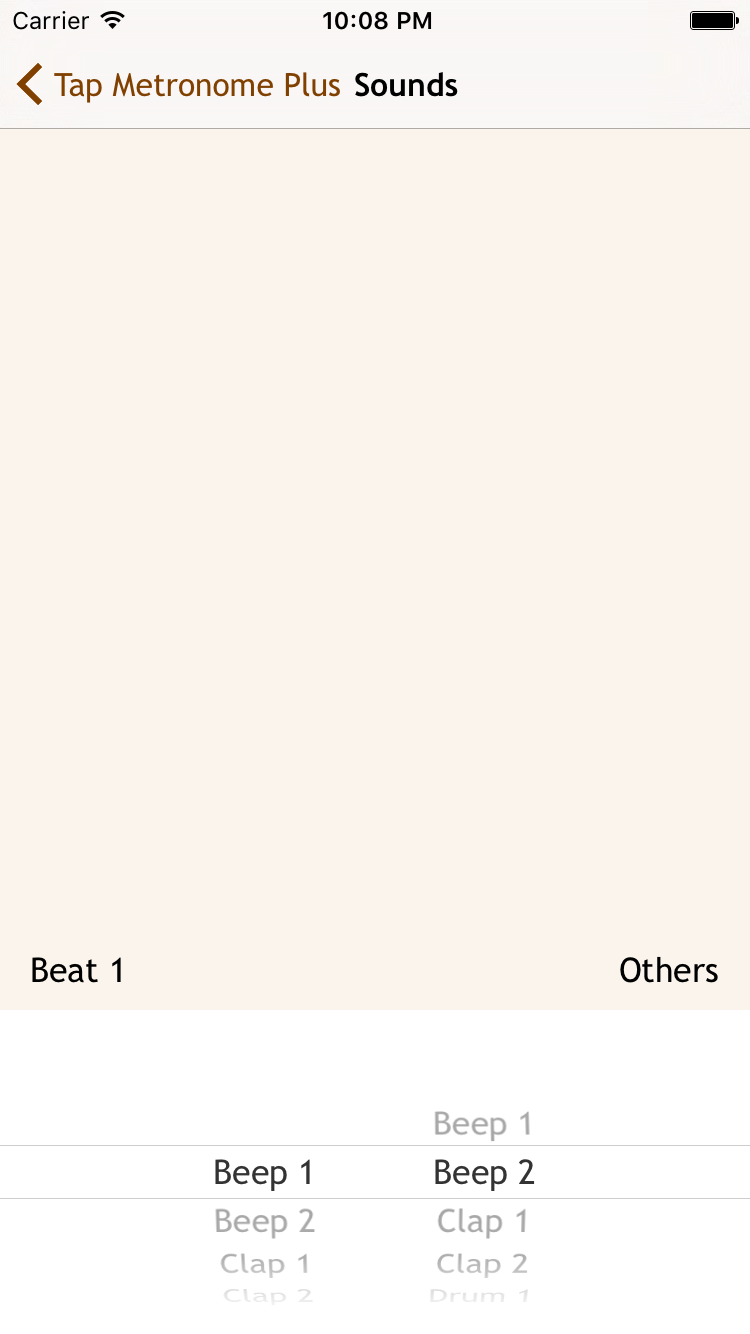 Carrier 10:08 PM
Tap Metronome Plus Sounds
Beat 1 Others
Beep 1
Beep 1 Beep 2
Beep 2 Clap 1
Clap 1 Clap 2
Clap 2 Drum 1